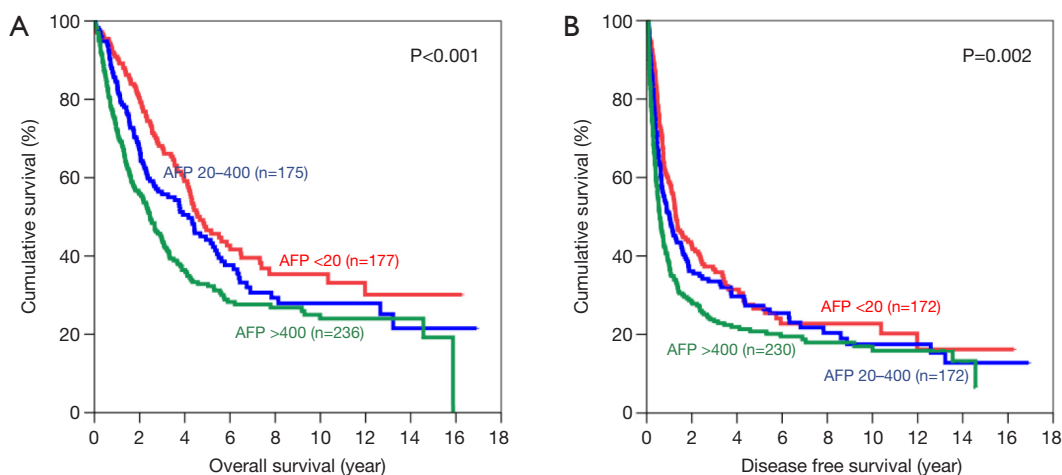 A
P<0.001
Cumulative survival (%)
100
80
60
40
20
0
AFP 20–400 (n=175)
AFP <20 (n=177)
AFP >400 (n=236)
0 2 4 6 8 10 12 14 16 18
Overall survival (year)
B
P=0.002
Cumulative survival (%)
100
80
60
40
20
0
AFP <20 (n=172)
AFP >400 (n=230)
AFP 20–400 (n=172)
0 2 4 6 8 10 12 14 16 18
Disease free survival (year)